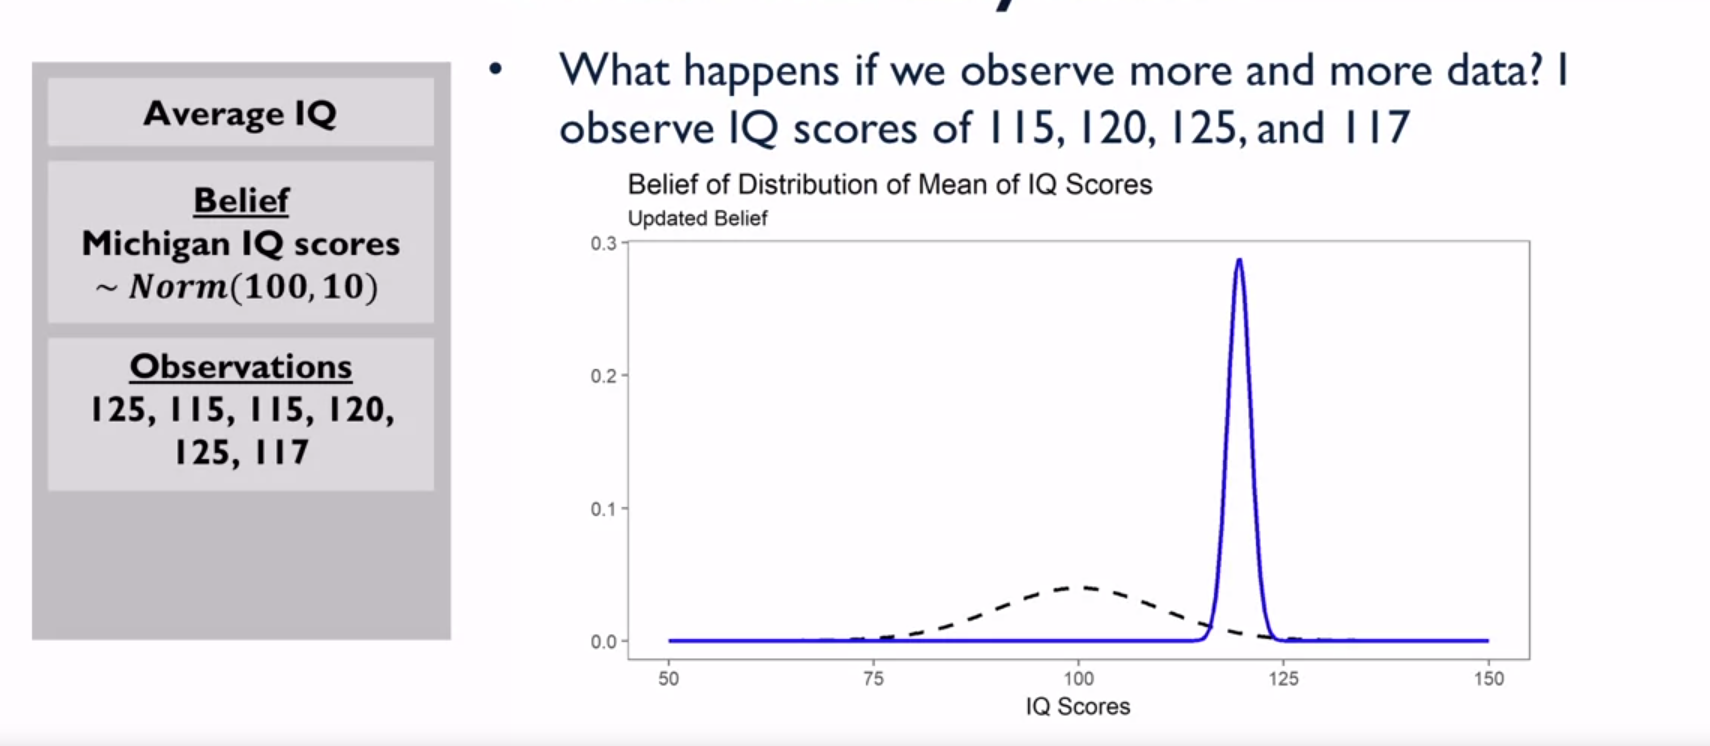 • What happens if we observe more and more data? I
observe IQ scores of 115, 120, 125, and 117
Average IQ
Belief
Michigan IQ scores
~ Norm(100, 10)
Observations
125, 115, 115, 120,
125, 117
Belief of Distribution of Mean of IQ Scores
Updated Belief
0.3
0.2
0.1
0.0
50 75 100 125 150
IQ Scores